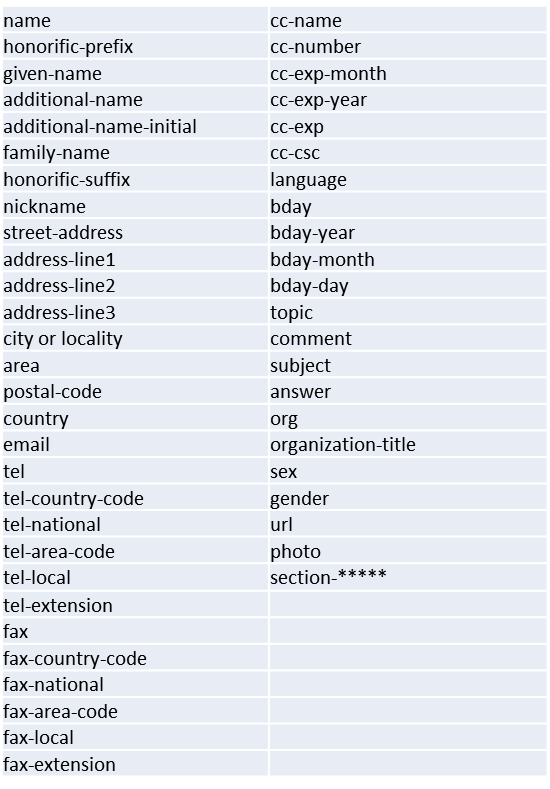 name cc-name
honorific-prefix cc-number
given-name cc-exp-month
additional-name cc-exp-year
additional-name-initial cc-exp
family-name cc-csc
honorific-suffix language
nickname bday
street-address bday-year
address-line1 bday-month
address-line2 bday-day
address-line3 topic
city or locality comment
area subject
postal-code answer
country org
email organization-title
tel sex
tel-country-code gender
tel-national url
tel-area-code photo
tel-local section-*****
tel-extension
fax
fax-country-code
fax-national
fax-area-code
fax-local
fax-extension